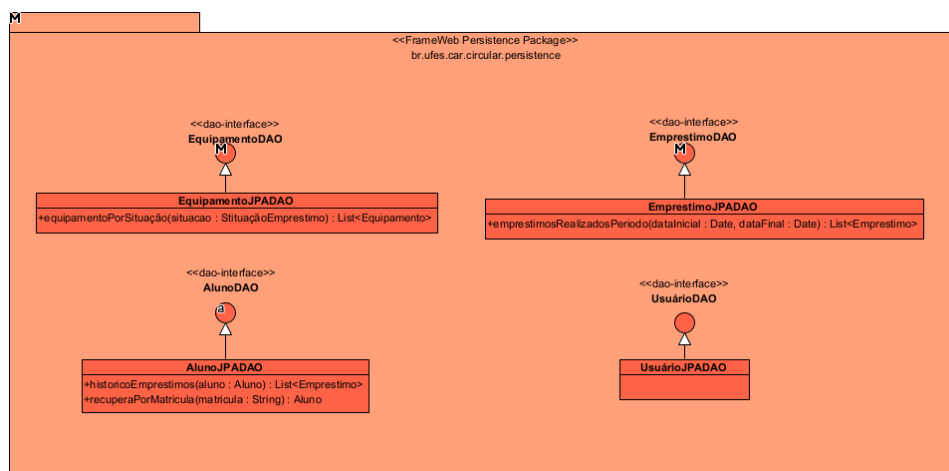 M
<<FrameWeb Persistence Package>>
br.ufes.car.circular.persistence
<<dao-interface>>
EquipamentoDAO
M
EquipamentoJPADAO
+equipamentoPorSituação(situacao : StituaçãoEmprestimo) : List<Equipamento>
<<dao-interface>>
EmprestimoDAO
M
EmprestimoJPADAO
+emprestimosRealizadosPeriodo(dataInicial : Date, dataFinal : Date) : List<Emprestimo>
<<dao-interface>>
AlunoDAO
a
AlunoJPADAO
+historicoEmprestimos(aluno : Aluno) : List<Emprestimo>
+recuperaPorMatricula(matricula : String) : Aluno
<<dao-interface>>
UsuárioDAO
UsuárioJPADAO